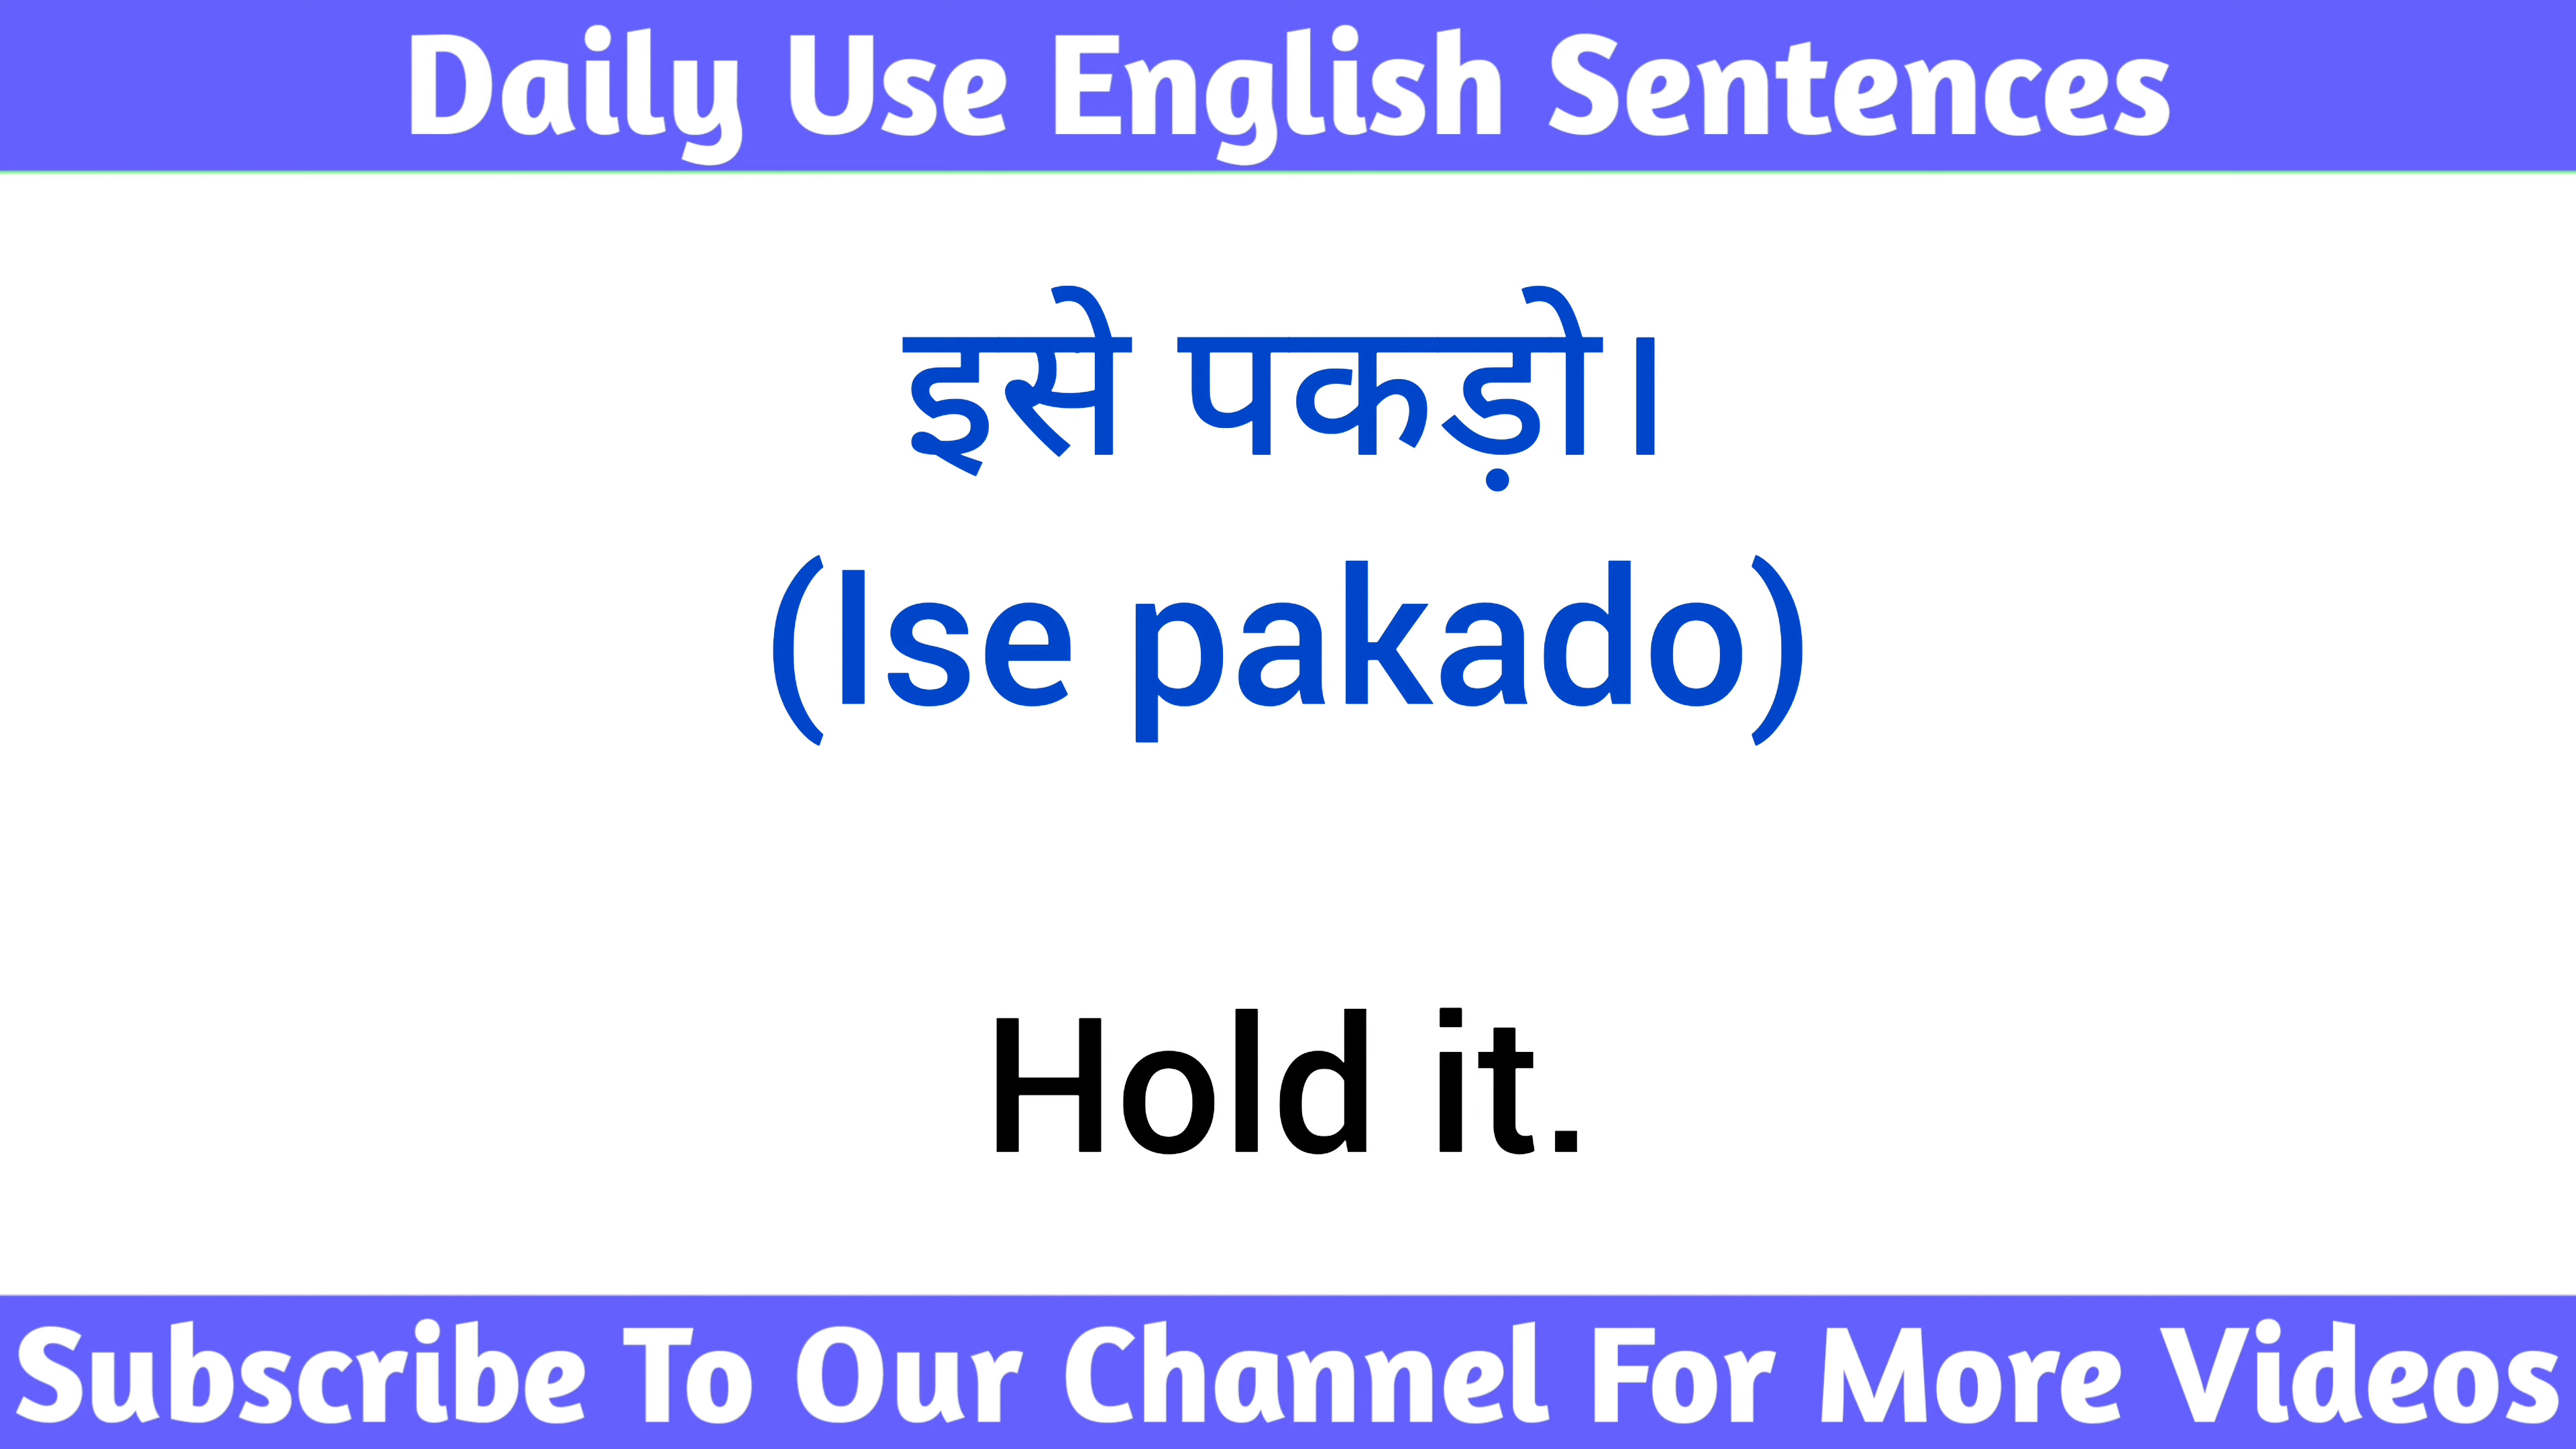 Daily Use English Sentences
इसे पकड़ो।
(Ise pakado)
Hold it.
Subscribe To Our Channel For More Videos